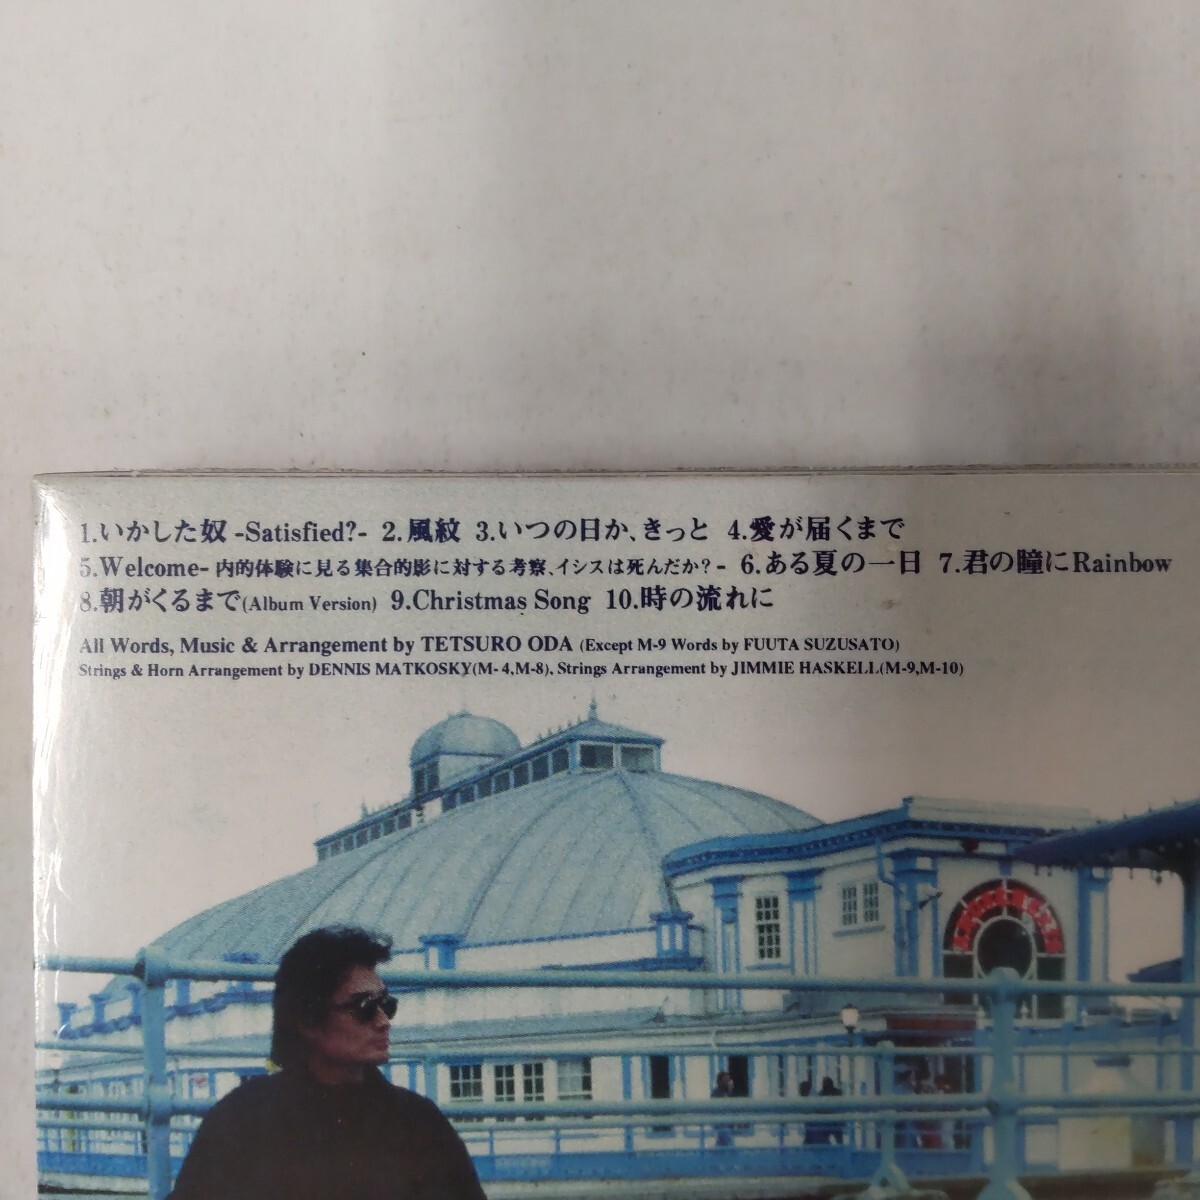 1.いかした奴 -Satisfied?- 2.風紋 3.いつの日か、きっと 4.愛が届くまで
5.Welcome- 内的体験に見る集合的影に対する考察、イシスは死んだか？- 6.ある夏の一日 7.君の瞳にRainbow
8.朝がくるまで(Album Version) 9.Christmas Song 10.時の流れに
All Words, Music & Arrangement by TETSURO ODA (Except M-9 Words by FUUTA SUZUSATO)
Strings & Horn Arrangement by DENNIS MATKOSKY(M-4,M-8), Strings Arrangement by JIMMIE HASKELL(M-9,M-10)